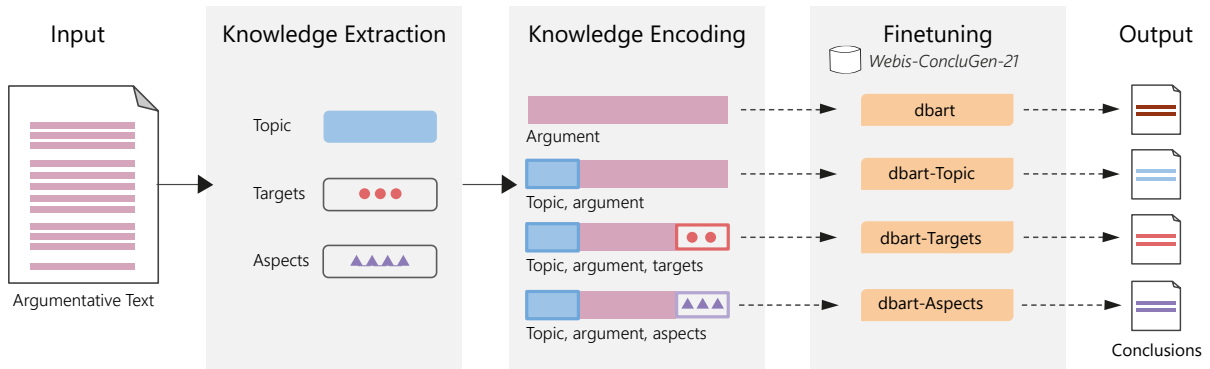 Input
Knowledge Extraction
Knowledge Encoding
Finetuning
Output
Webis-ConcluGen-21
Topic
Targets
Aspects
Argumentative Text
Argument
Topic, argument
Topic, argument, targets
Topic, argument, aspects
dbart
dbart-Topic
dbart-Targets
dbart-Aspects
Conclusions